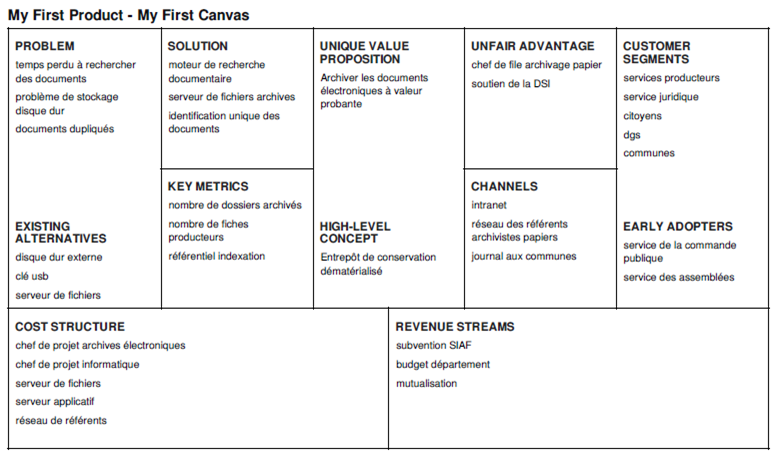 My First Product - My First Canvas
PROBLEM
temps perdu à rechercher
des documents
problème de stockage
disque dur
documents dupliqués
EXISTING
ALTERNATIVES
disque dur externe
clé usb
serveur de fichiers
SOLUTION
moteur de recherche
documentaire
serveur de fichiers archives
identification unique des
documents
KEY METRICS
nombre de dossiers archivés
nombre de fiches
producteurs
référentiel indexation
UNIQUE VALUE
PROPOSITION
Archiver les documents
électroniques à valeur
probante
HIGH-LEVEL
CONCEPT
Entrepôt de conservation
dématérialisé
UNFAIR ADVANTAGE
chef de file archivage papier
soutien de la DSI
CHANNELS
intranet
réseau des référents
archivistes papiers
journal aux communes
CUSTOMER
SEGMENTS
services producteurs
service juridique
citoyens
dgs
communes
EARLY ADOPTERS
service de la commande
publique
service des assemblées
COST STRUCTURE
chef de projet archives électroniques
chef de projet informatique
serveur de fichiers
serveur applicatif
réseau de référents
REVENUE STREAMS
subvention SIAF
budget département
mutualisation